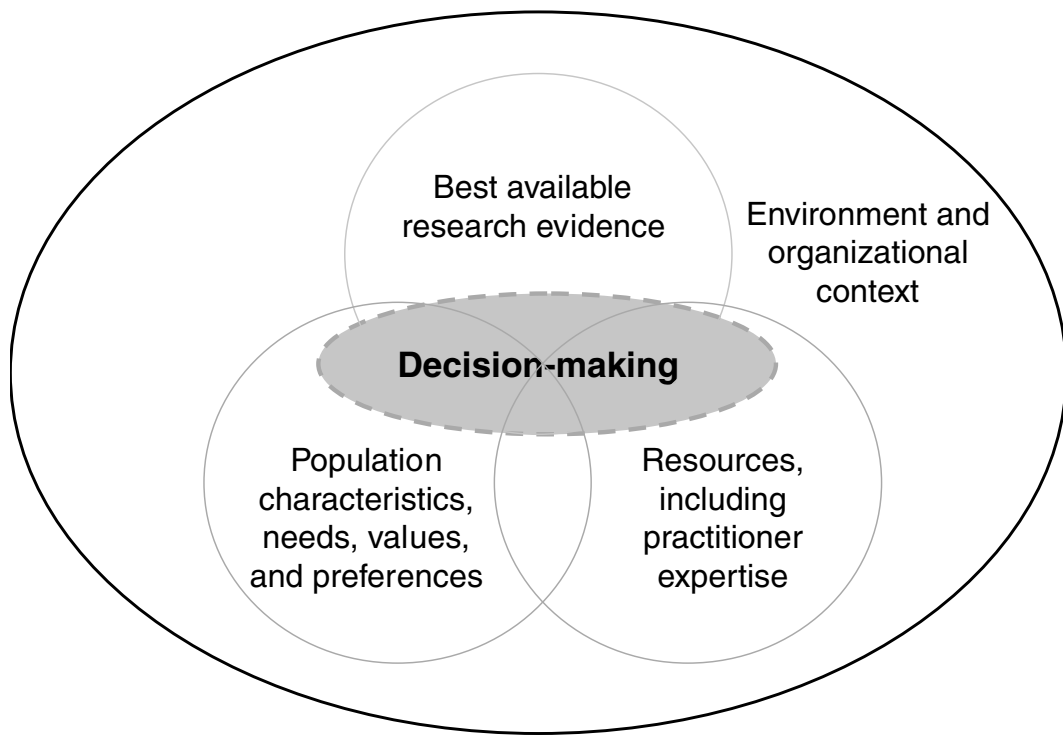 Best available
research evidence
Environment and
organizational
context
Decision-making
Population
characteristics,
needs, values,
and preferences
Resources,
including
practitioner
expertise